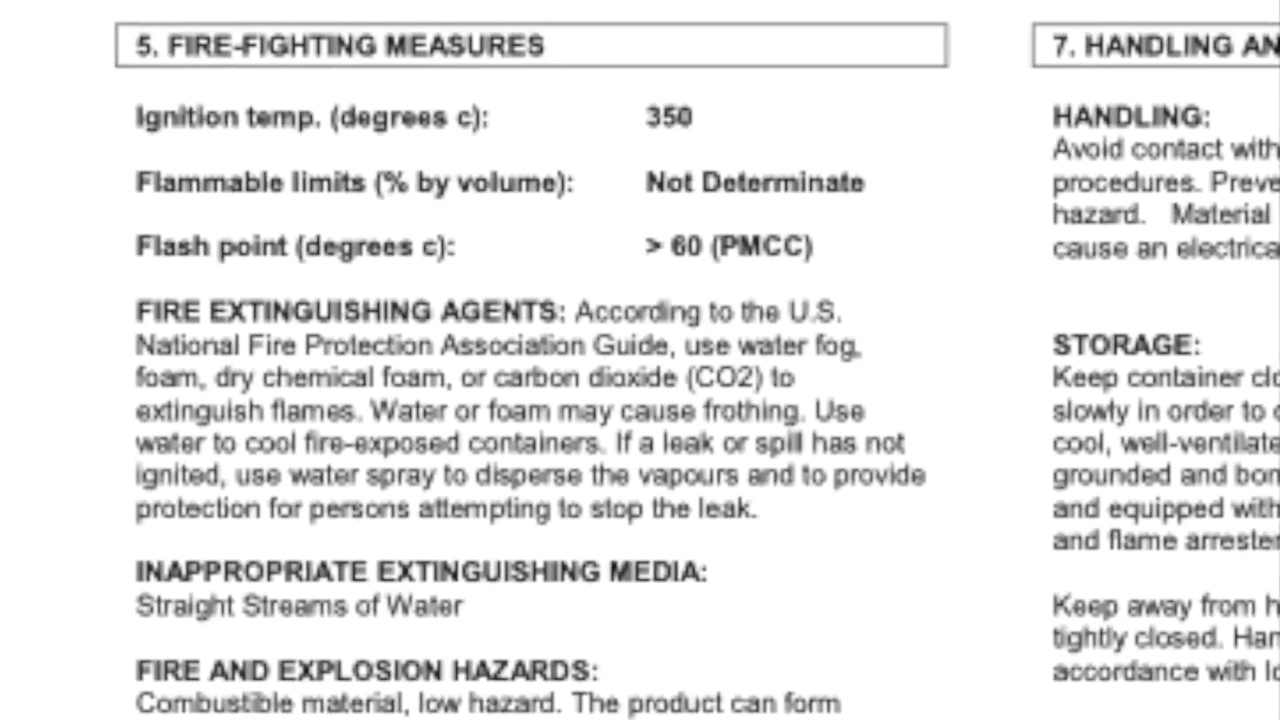 5. FIRE-FIGHTING MEASURES
Ignition temp. (degrees c): 350
Flammable limits (% by volume): Not Determinate
Flash point (degrees c): > 60 (PMCC)
FIRE EXTINGUISHING AGENTS: According to the U.S.
National Fire Protection Association Guide, use water fog,
foam, dry chemical foam, or carbon dioxide (CO2) to
extinguish flames. Water or foam may cause frothing. Use
water to cool fire-exposed containers. If a leak or spill has not
ignited, use water spray to disperse the vapours and to provide
protection for persons attempting to stop the leak.
INAPPROPRIATE EXTINGUISHING MEDIA:
Straight Streams of Water
FIRE AND EXPLOSION HAZARDS:
Combustible material, low hazard. The product can form
7. HANDLING AN
HANDLING:
Avoid contact with
procedures. Preve
hazard. Material
cause an electrica
STORAGE:
Keep container clo
slowly in order to
cool, well-ventilate
grounded and bon
and equipped with
and flame arrester
Keep away from h
tightly closed. Han
accordance with lo